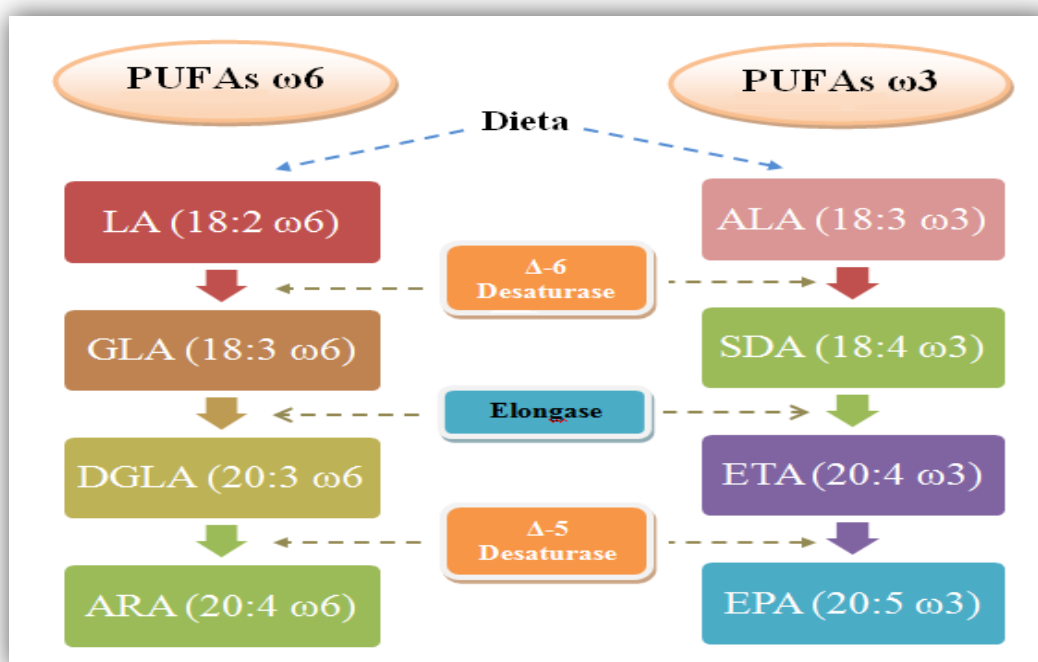 PUFAs ω6
PUFAs ω3
Dieta
LA (18:2 ω6)
ALA (18:3 ω3)
Δ-6
Desaturase
GLA (18:3 ω6)
SDA (18:4 ω3)
Elongase
DGLA (20:3 ω6
ETA (20:4 ω3)
Δ-5
Desaturase
ARA (20:4 ω6)
EPA (20:5 ω3)